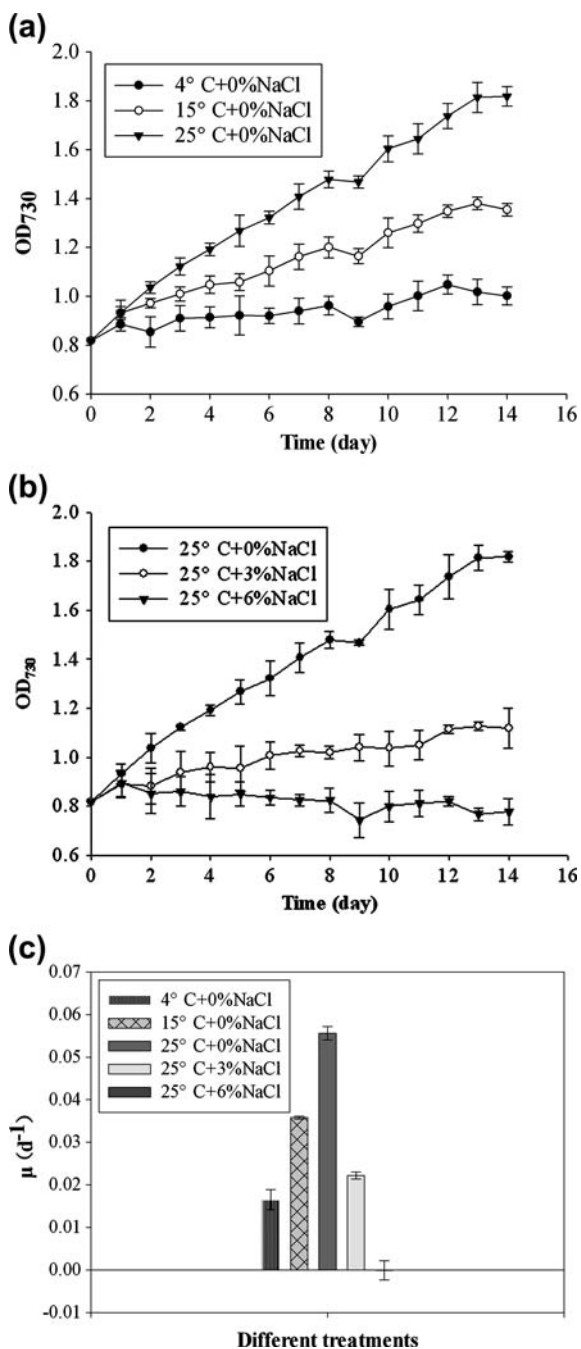 (a)
2.0
1.8
1.6
1.4
1.2
1.0
0.8
0.6
OD730
4° C+0%NaCl
15° C+0%NaCl
25° C+0%NaCl
0 2 4 6 8 10 12 14 16
Time (day)
(b)
2.0
1.8
1.6
1.4
1.2
1.0
0.8
0.6
OD730
25° C+0%NaCl
25° C+3%NaCl
25° C+6%NaCl
0 2 4 6 8 10 12 14 16
Time (day)
(c)
0.07
0.06
0.05
0.04
0.03
0.02
0.01
0.00
-0.01
μ (d-1)
4° C+0%NaCl
15° C+0%NaCl
25° C+0%NaCl
25° C+3%NaCl
25° C+6%NaCl
Different treatments